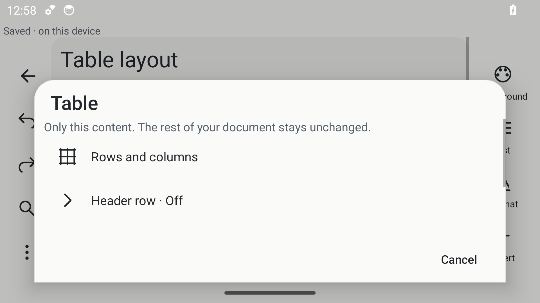 12:58
Saved · on this device
Table layout
Table
Only this content. The rest of your document stays unchanged.
Rows and columns
Header row · Off
Cancel